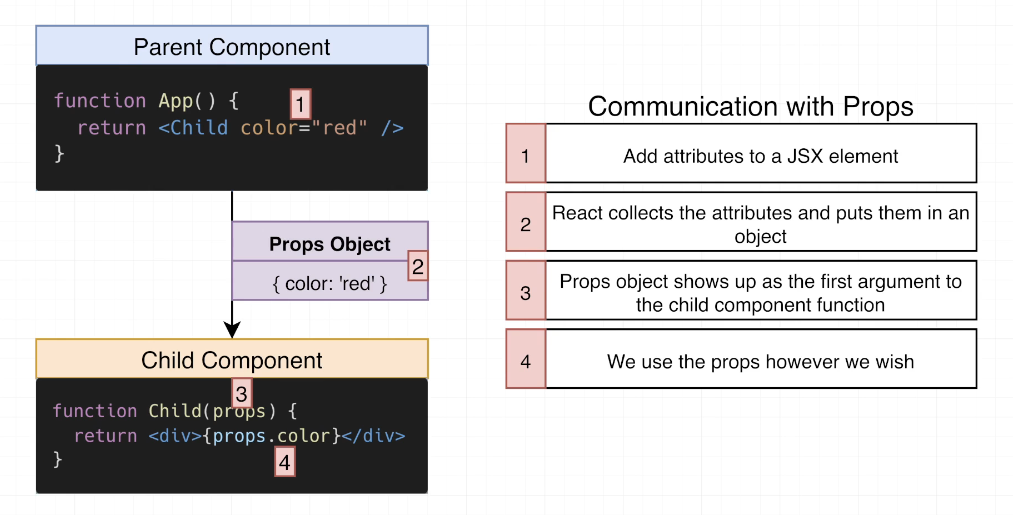 Parent Component
function App() {
1
return <Child color="red" />
}
Props Object
2
{ color: 'red' }
Child Component
3
function Child(props) {
return <div>{props.color}</div>
}
4
Communication with Props
1 Add attributes to a JSX element
2 React collects the attributes and puts them in an
object
3 Props object shows up as the first argument to
the child component function
4 We use the props however we wish